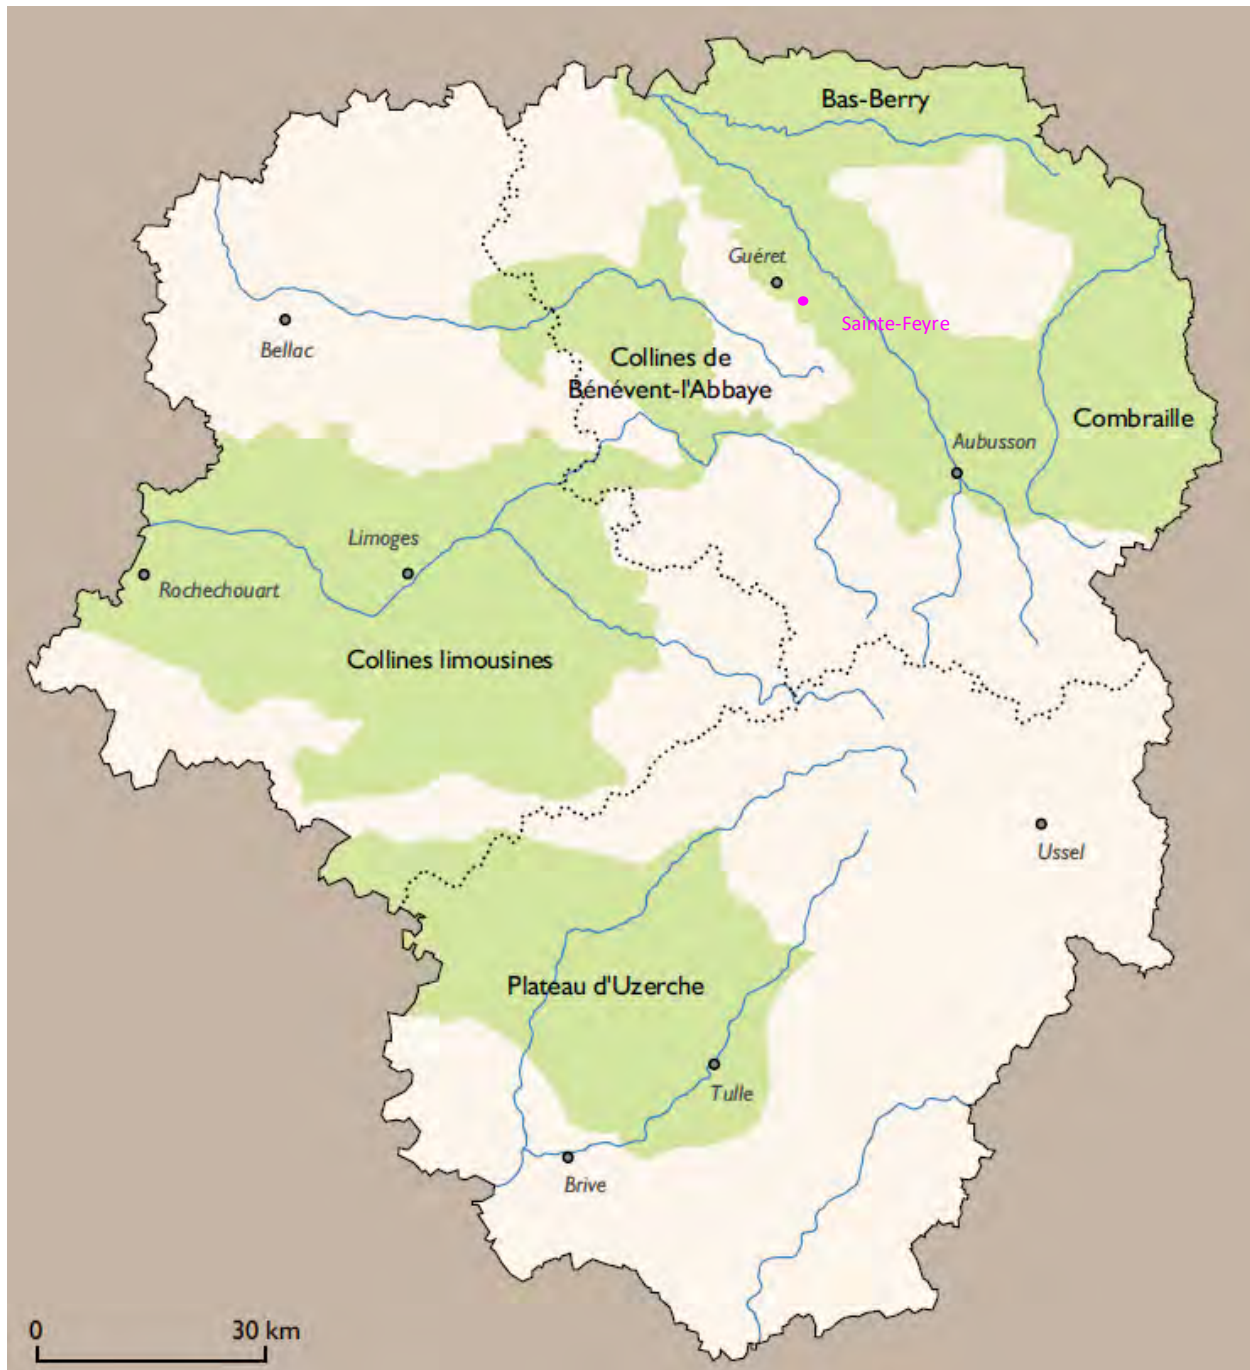 Bas-Berry
Guéret
Sainte-Feyre
Bellac
Collines de
Bénévent-l'Abbaye
Combraille
Aubusson
Limoges
Rochechouart
Collines limousines
Ussel
Plateau d'Uzerche
Tulle
Brive
0 30 km